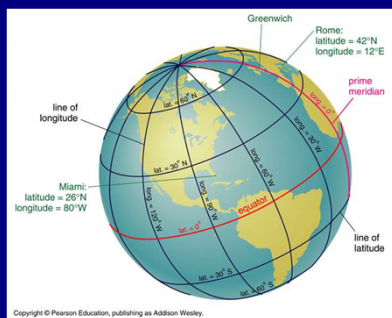 Greenwich
Rome:
latitude = 42°N
longitude = 12°E
prime
meridian
long. = 0°
lat. = 60° N
line of
longitude
long. = 30° W
lat. = 30° N
Miami:
latitude = 26°N
longitude = 80°W
long. = 120° W
long. = 90° W
long. = 60° W
equator
lat. = 0°
line of
latitude
lat. = 30° S
lat. = 60° S
Copyright © Pearson Education, publishing as Addison Wesley.